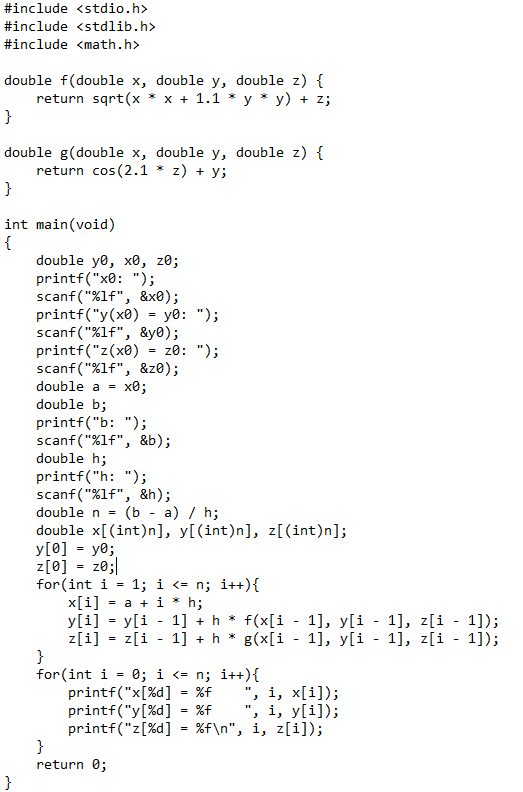 #include <stdio.h>
#include <stdlib.h>
#include <math.h>

double f(double x, double y, double z) {
    return sqrt(x * x + 1.1 * y * y) + z;
}

double g(double x, double y, double z) {
    return cos(2.1 * z) + y;
}

int main(void)
{
    double y0, x0, z0;
    printf("x0: ");
    scanf("%lf", &x0);
    printf("y(x0) = y0: ");
    scanf("%lf", &y0);
    printf("z(x0) = z0: ");
    scanf("%lf", &z0);
    double a = x0;
    double b;
    printf("b: ");
    scanf("%lf", &b);
    double h;
    printf("h: ");
    scanf("%lf", &h);
    double n = (b - a) / h;
    double x[(int)n], y[(int)n], z[(int)n];
    y[0] = y0;
    z[0] = z0;
    for(int i = 1; i <= n; i++){
        x[i] = a + i * h;
        y[i] = y[i - 1] + h * f(x[i - 1], y[i - 1], z[i - 1]);
        z[i] = z[i - 1] + h * g(x[i - 1], y[i - 1], z[i - 1]);
    }
    for(int i = 0; i <= n; i++){
        printf("x[%d] = %f    ", i, x[i]);
        printf("y[%d] = %f    ", i, y[i]);
        printf("z[%d] = %f\n", i, z[i]);
    }
    return 0;
}